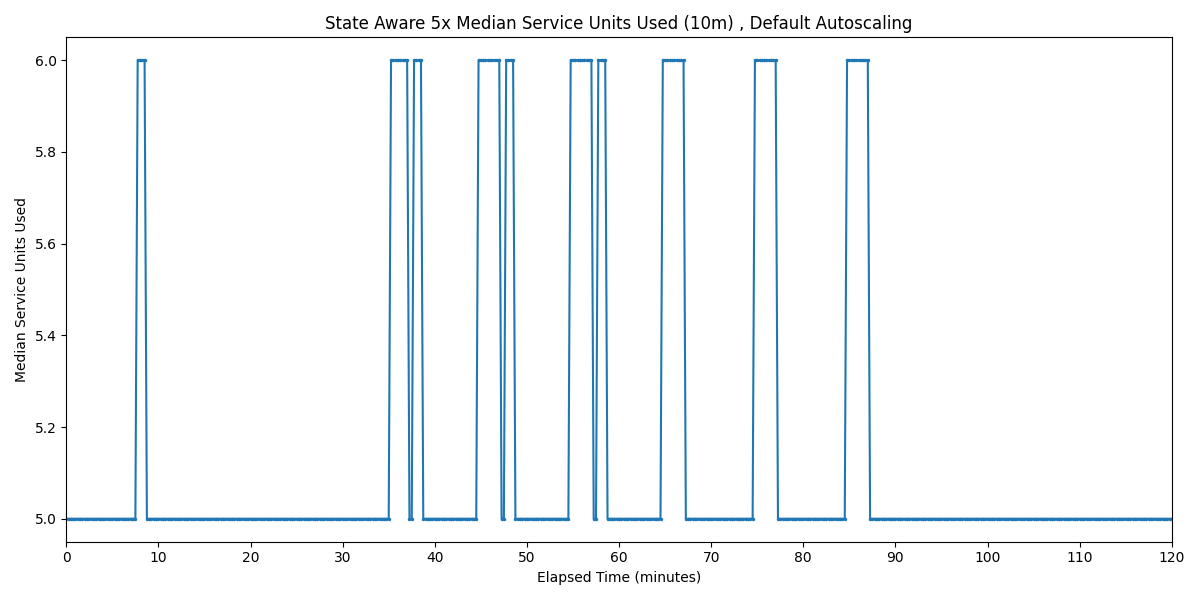 State Aware 5x Median Service Units Used (10m) , Default Autoscaling
6.0
5.8
5.6
5.4
5.2
5.0
Median Service Units Used
0 10 20 30 40 50 60 70 80 90 100 110 120
Elapsed Time (minutes)